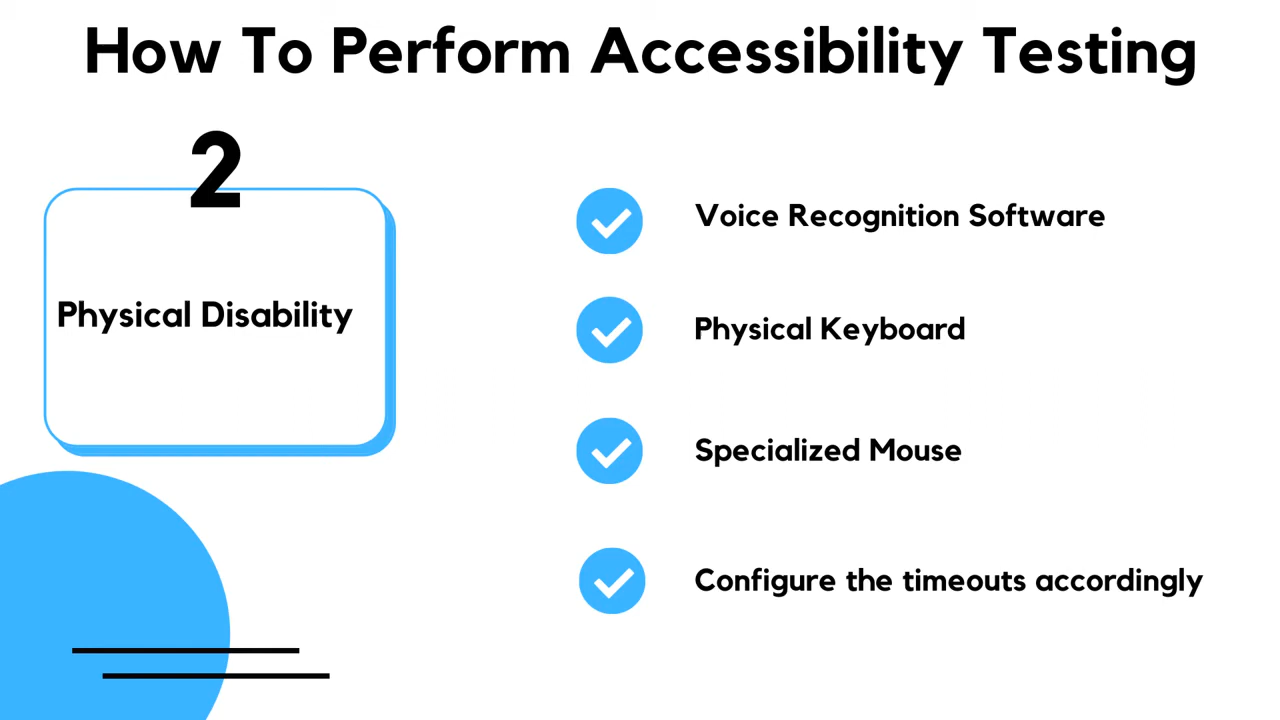 How To Perform Accessibility Testing
2
Physical Disability
Voice Recognition Software
Physical Keyboard
Specialized Mouse
Configure the timeouts accordingly